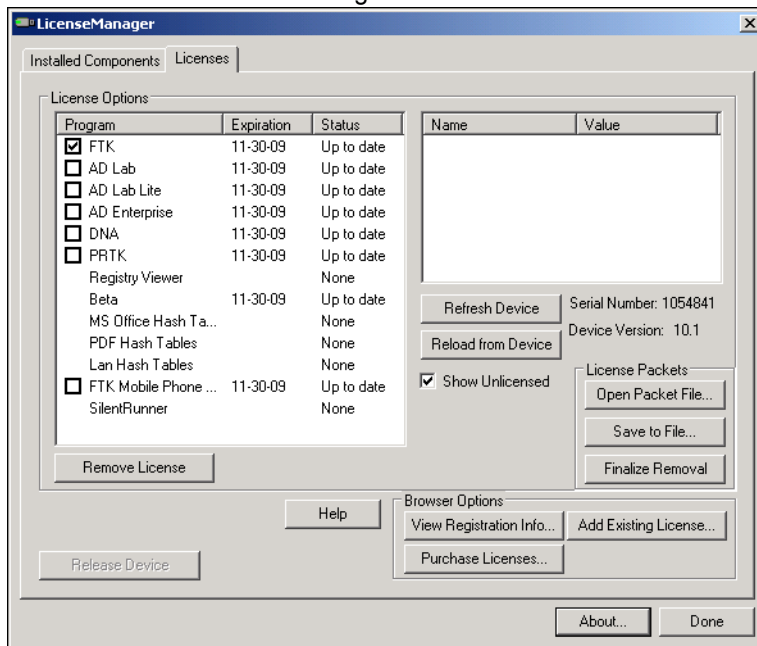 LicenseManager
Installed Components Licenses
License Options
Program Expiration Status
FTK 11-30-09 Up to date
AD Lab 11-30-09 Up to date
AD Lab Lite 11-30-09 Up to date
AD Enterprise 11-30-09 Up to date
DNA 11-30-09 Up to date
PRTK 11-30-09 Up to date
Registry Viewer None
Beta 11-30-09 Up to date
MS Office Hash Ta... None
PDF Hash Tables None
Lan Hash Tables None
FTK Mobile Phone ... 11-30-09 Up to date
SilentRunner None
Remove License
Name Value
Refresh Device Serial Number: 1054841
Reload from Device Device Version: 10.1
Show Unlicensed
License Packets
Open Packet File...
Save to File...
Finalize Removal
Help
Browser Options
View Registration Info... Add Existing License...
Purchase Licenses...
Release Device
About... Done